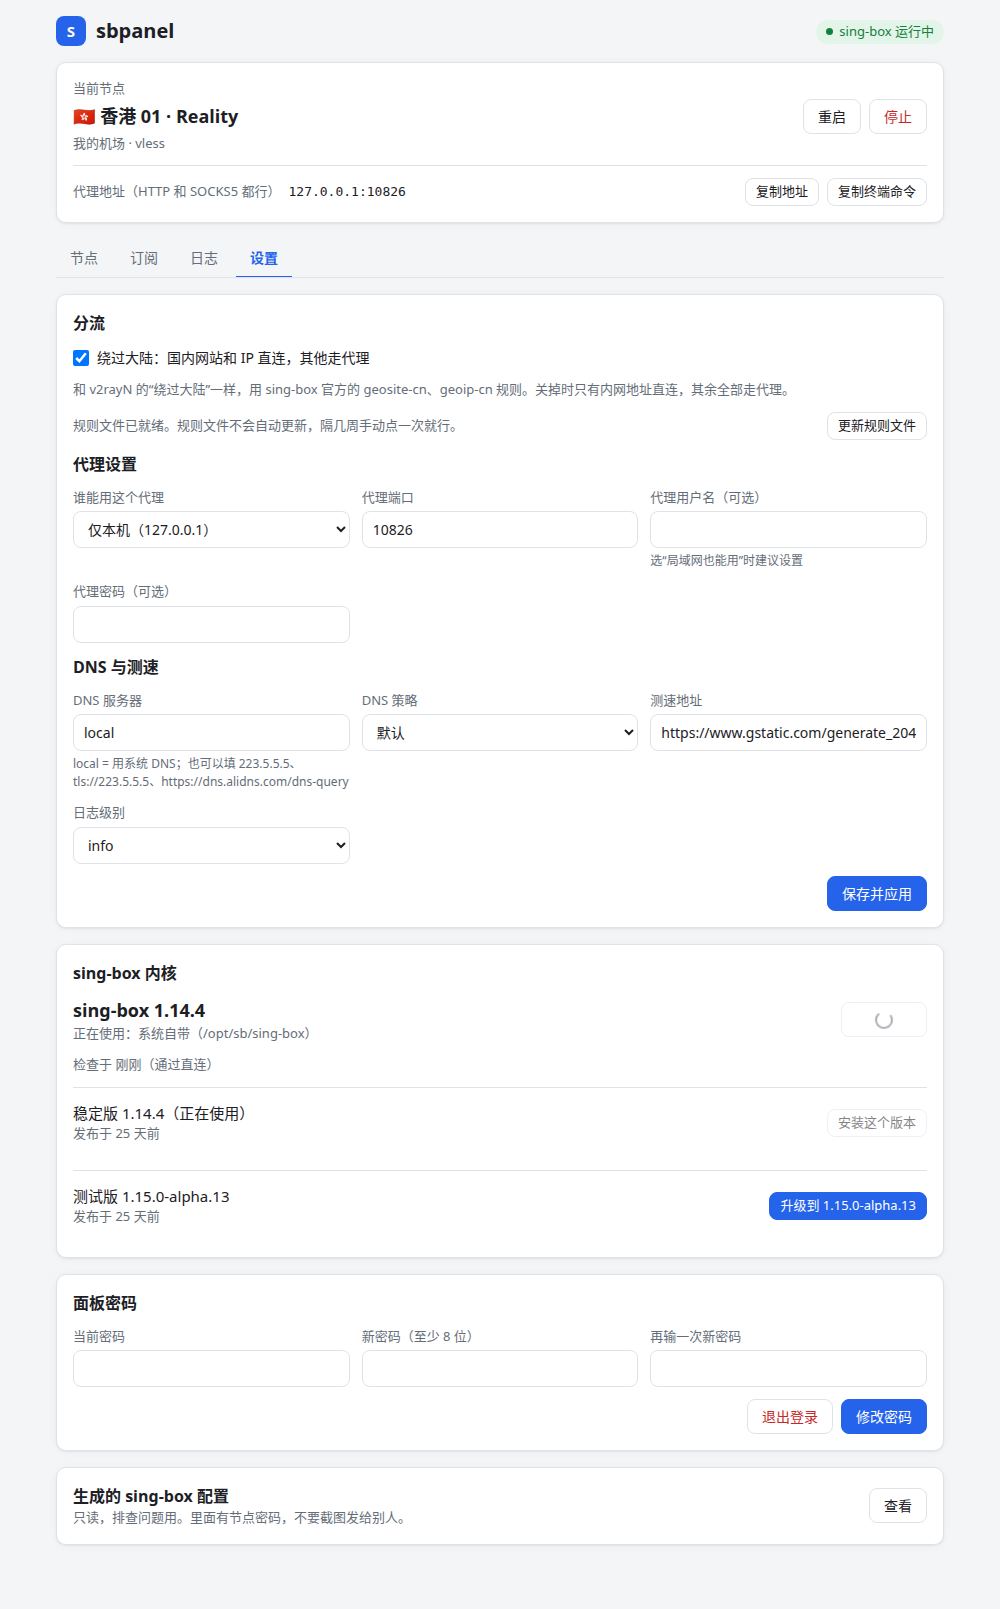 S sbpanel
sing-box 运行中
当前节点
🇭🇰 香港 01 · Reality
重启
停止
我的机场 · vless
代理地址（HTTP 和 SOCKS5 都行） 127.0.0.1:10826
复制地址
复制终端命令
节点
订阅
日志
设置
分流
绕过大陆：国内网站和 IP 直连，其他走代理
和 v2rayN 的“绕过大陆”一样，用 sing-box 官方的 geosite-cn、geoip-cn 规则。关掉时只有内网地址直连，其余全部走代理。
规则文件已就绪。规则文件不会自动更新，隔几周手动点一次就行。
更新规则文件
代理设置
谁能用这个代理
代理端口
代理用户名（可选）
仅本机（127.0.0.1）
10826
选“局域网也能用”时建议设置
代理密码（可选）
DNS 与测速
DNS 服务器
DNS 策略
测速地址
local
默认
https://www.gstatic.com/generate_204
local = 用系统 DNS；也可以填 223.5.5.5、
tls://223.5.5.5、https://dns.alidns.com/dns-query
日志级别
info
保存并应用
sing-box 内核
sing-box 1.14.4
正在使用：系统自带（/opt/sb/sing-box）
检查于 刚刚（通过直连）
稳定版 1.14.4（正在使用）
发布于 25 天前
安装这个版本
测试版 1.15.0-alpha.13
发布于 25 天前
升级到 1.15.0-alpha.13
面板密码
当前密码
新密码（至少 8 位）
再输一次新密码
退出登录
修改密码
生成的 sing-box 配置
只读，排查问题用。里面有节点密码，不要截图发给别人。
查看